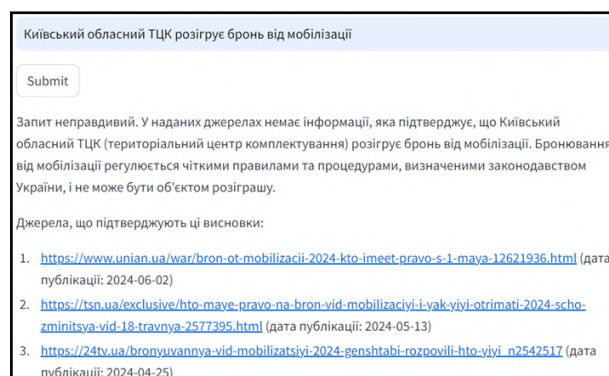 Київський обласний ТЦК розігрує бронь від мобілізації
Submit
Запит неправдивий. У наданих джерелах немає інформації, яка підтверджує, що Київський
обласний ТЦК (територіальний центр комплектування) розігрує бронь від мобілізації. Бронювання
від мобілізації регулюється чіткими правилами та процедурами, визначеними законодавством
України, і не може бути об’єктом розіграшу.
Джерела, що підтверджують ці висновки:
1. https://www.unian.ua/war/bron-ot-mobilizacii-2024-kto-imeet-pravo-s-1-maya-12621936.html (дата
публікації: 2024-06-02)
2. https://tsn.ua/exclusive/hto-maye-pravo-na-bron-vid-mobilizaciyi-i-yak-yiyi-otrimati-2024-scho-
zminitsya-vid-18-travnya-2577395.html (дата публікації: 2024-05-13)
3. https://24tv.ua/bronyuvannya-vid-mobilizatsiyi-2024-genshtabi-rozpovili-hto-yiyi_n2542517 (дата
публікації: 2024-04-25)